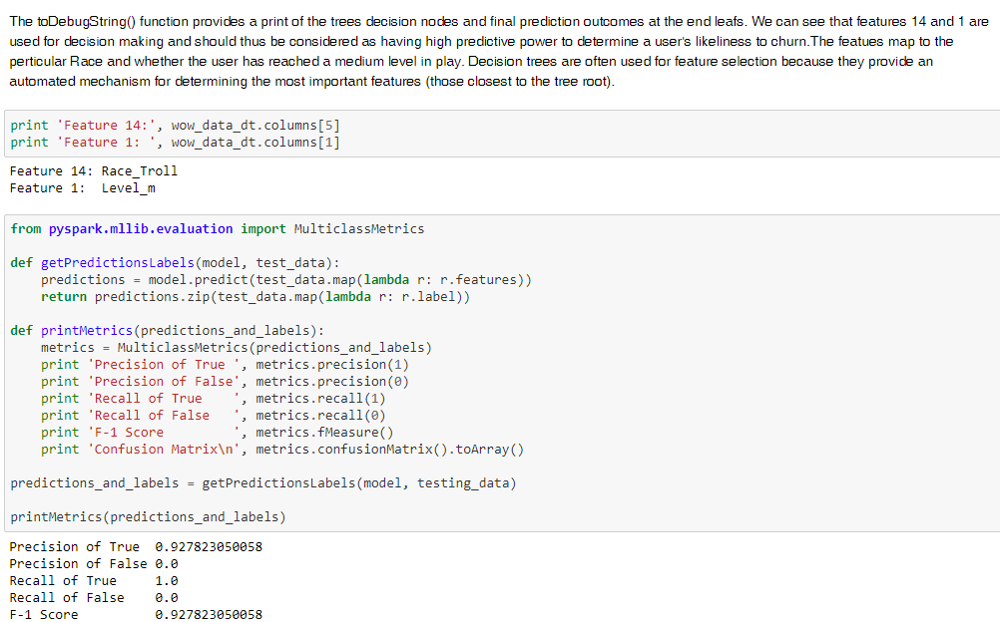 The toDebugString() function provides a print of the trees decision nodes and final prediction outcomes at the end leafs. We can see that features 14 and 1 are
used for decision making and should thus be considered as having high predictive power to determine a user's likeliness to churn.The featues map to the
perticular Race and whether the user has reached a medium level in play. Decision trees are often used for feature selection because they provide an
automated mechanism for determining the most important features (those closest to the tree root).
print 'Feature 14:', wow_data_dt.columns[5]
print 'Feature 1: ', wow_data_dt.columns[1]
Feature 14: Race_Troll
Feature 1:  Level_m
from pyspark.mllib.evaluation import MulticlassMetrics
def getPredictionsLabels(model, test_data):
    predictions = model.predict(test_data.map(lambda r: r.features))
    return predictions.zip(test_data.map(lambda r: r.label))
def printMetrics(predictions_and_labels):
    metrics = MulticlassMetrics(predictions_and_labels)
    print 'Precision of True ', metrics.precision(1)
    print 'Precision of False', metrics.precision(0)
    print 'Recall of True    ', metrics.recall(1)
    print 'Recall of False   ', metrics.recall(0)
    print 'F-1 Score         ', metrics.fMeasure()
    print 'Confusion Matrix\n', metrics.confusionMatrix().toArray()
predictions_and_labels = getPredictionsLabels(model, testing_data)
printMetrics(predictions_and_labels)
Precision of True  0.927823050058
Precision of False 0.0
Recall of True     1.0
Recall of False    0.0
F-1 Score          0.927823050058